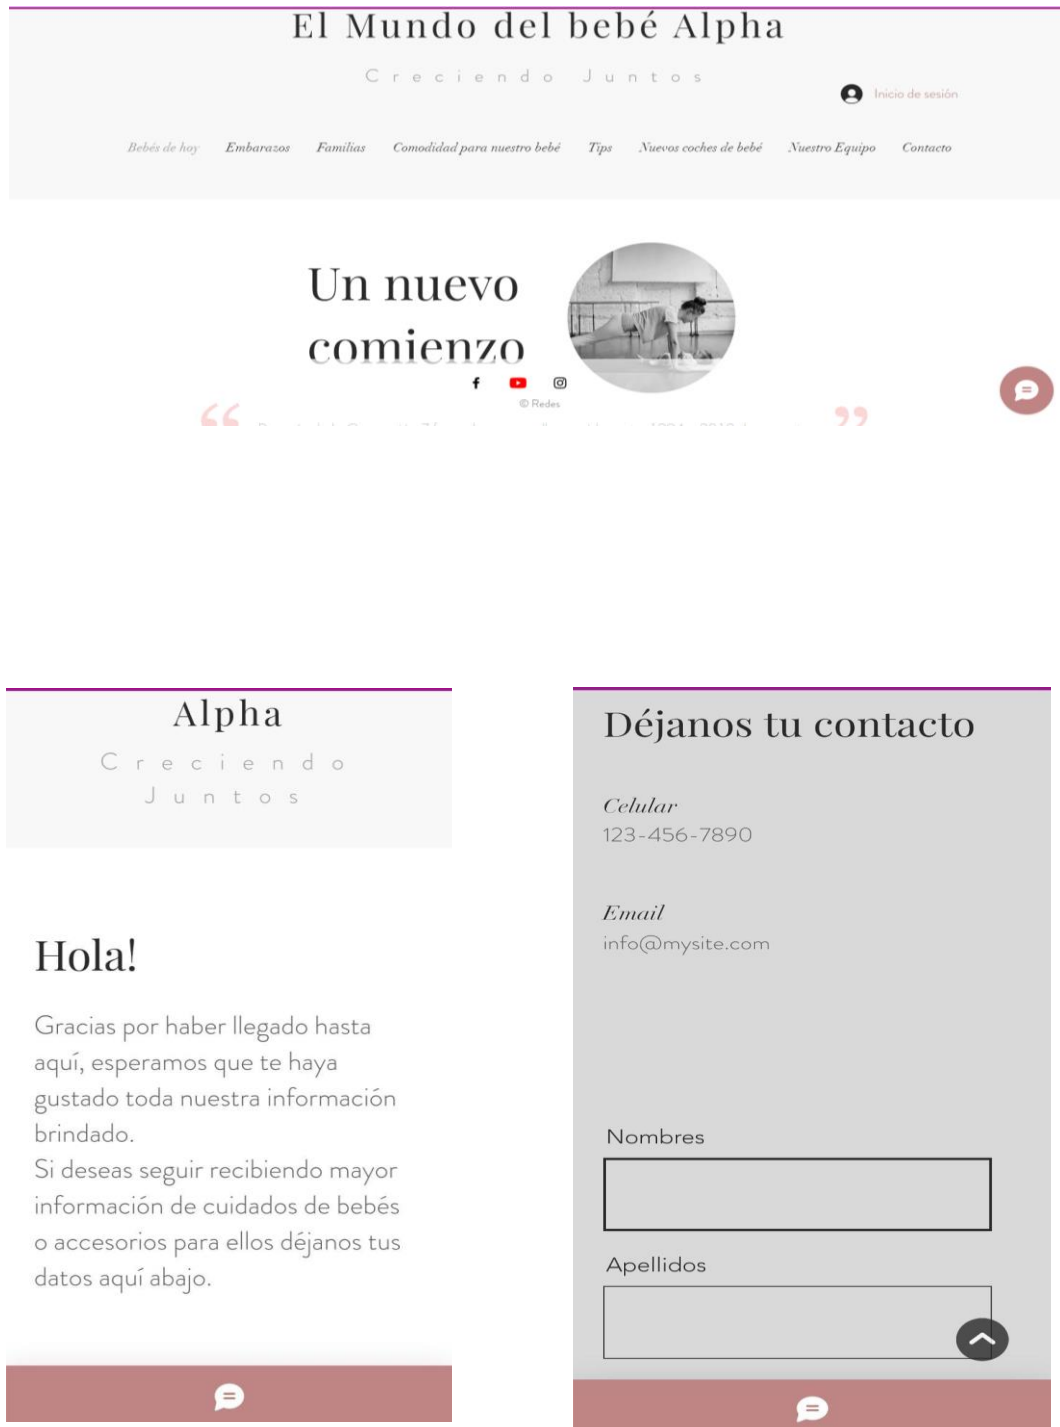 El Mundo del bebé Alpha
Creciendo Juntos
Inicio de sesión
Bebés de hoy Embarazos Familias Comodidad para nuestro bebé Tips Nuevos coches de bebé Nuestro Equipo Contacto
Un nuevo
comienzo
© Redes
“ ”
Alpha
Creciendo
Juntos
Hola!
Gracias por haber llegado hasta
aquí, esperamos que te haya
gustado toda nuestra información
brindado.
Si deseas seguir recibiendo mayor
información de cuidados de bebés
o accesorios para ellos déjanos tus
datos aquí abajo.
Déjanos tu contacto
Celular
123-456-7890
Email
info@mysite.com
Nombres
Apellidos